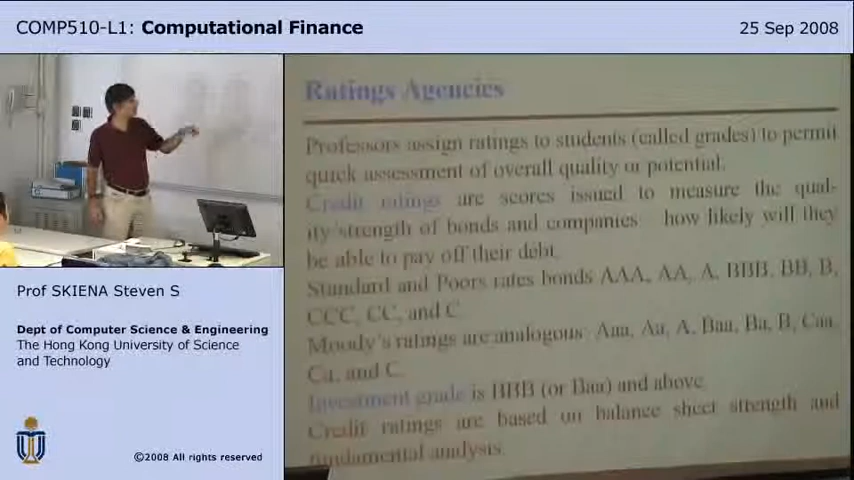 COMP510-L1: Computational Finance
25 Sep 2008
Ratings Agencies
Professors assign ratings to students (called grades) to permit
quick assessment of overall quality or potential.
Credit ratings are scores issued to measure the qual-
ity/strength of bonds and companies how likely will they
be able to pay off their debt.
Standard and Poors rates bonds AAA, AA, A, BBB, BB, B,
CCC, CC, and C.
Moody's ratings are analogous Aaa, Aa, A, Baa, Ba, B, Caa,
Ca, and C.
Investment grade is BBB (or Baa) and above.
Credit ratings are based on balance sheet strength and
fundamental analysis.
Prof SKIENA Steven S
Dept of Computer Science & Engineering
The Hong Kong University of Science
and Technology
©2008 All rights reserved